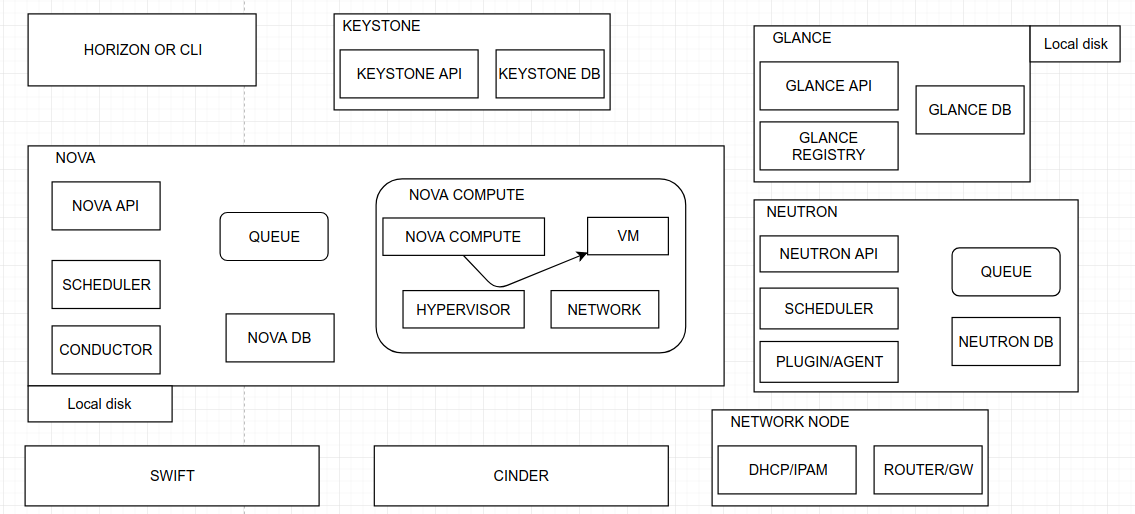 HORIZON OR CLI
KEYSTONE
KEYSTONE API
KEYSTONE DB
GLANCE
Local disk
GLANCE API
GLANCE DB
GLANCE
REGISTRY
NOVA
NOVA API
QUEUE
SCHEDULER
NOVA DB
CONDUCTOR
NOVA COMPUTE
NOVA COMPUTE
VM
HYPERVISOR
NETWORK
Local disk
NEUTRON
NEUTRON API
QUEUE
SCHEDULER
NEUTRON DB
PLUGIN/AGENT
SWIFT
CINDER
NETWORK NODE
DHCP/IPAM
ROUTER/GW